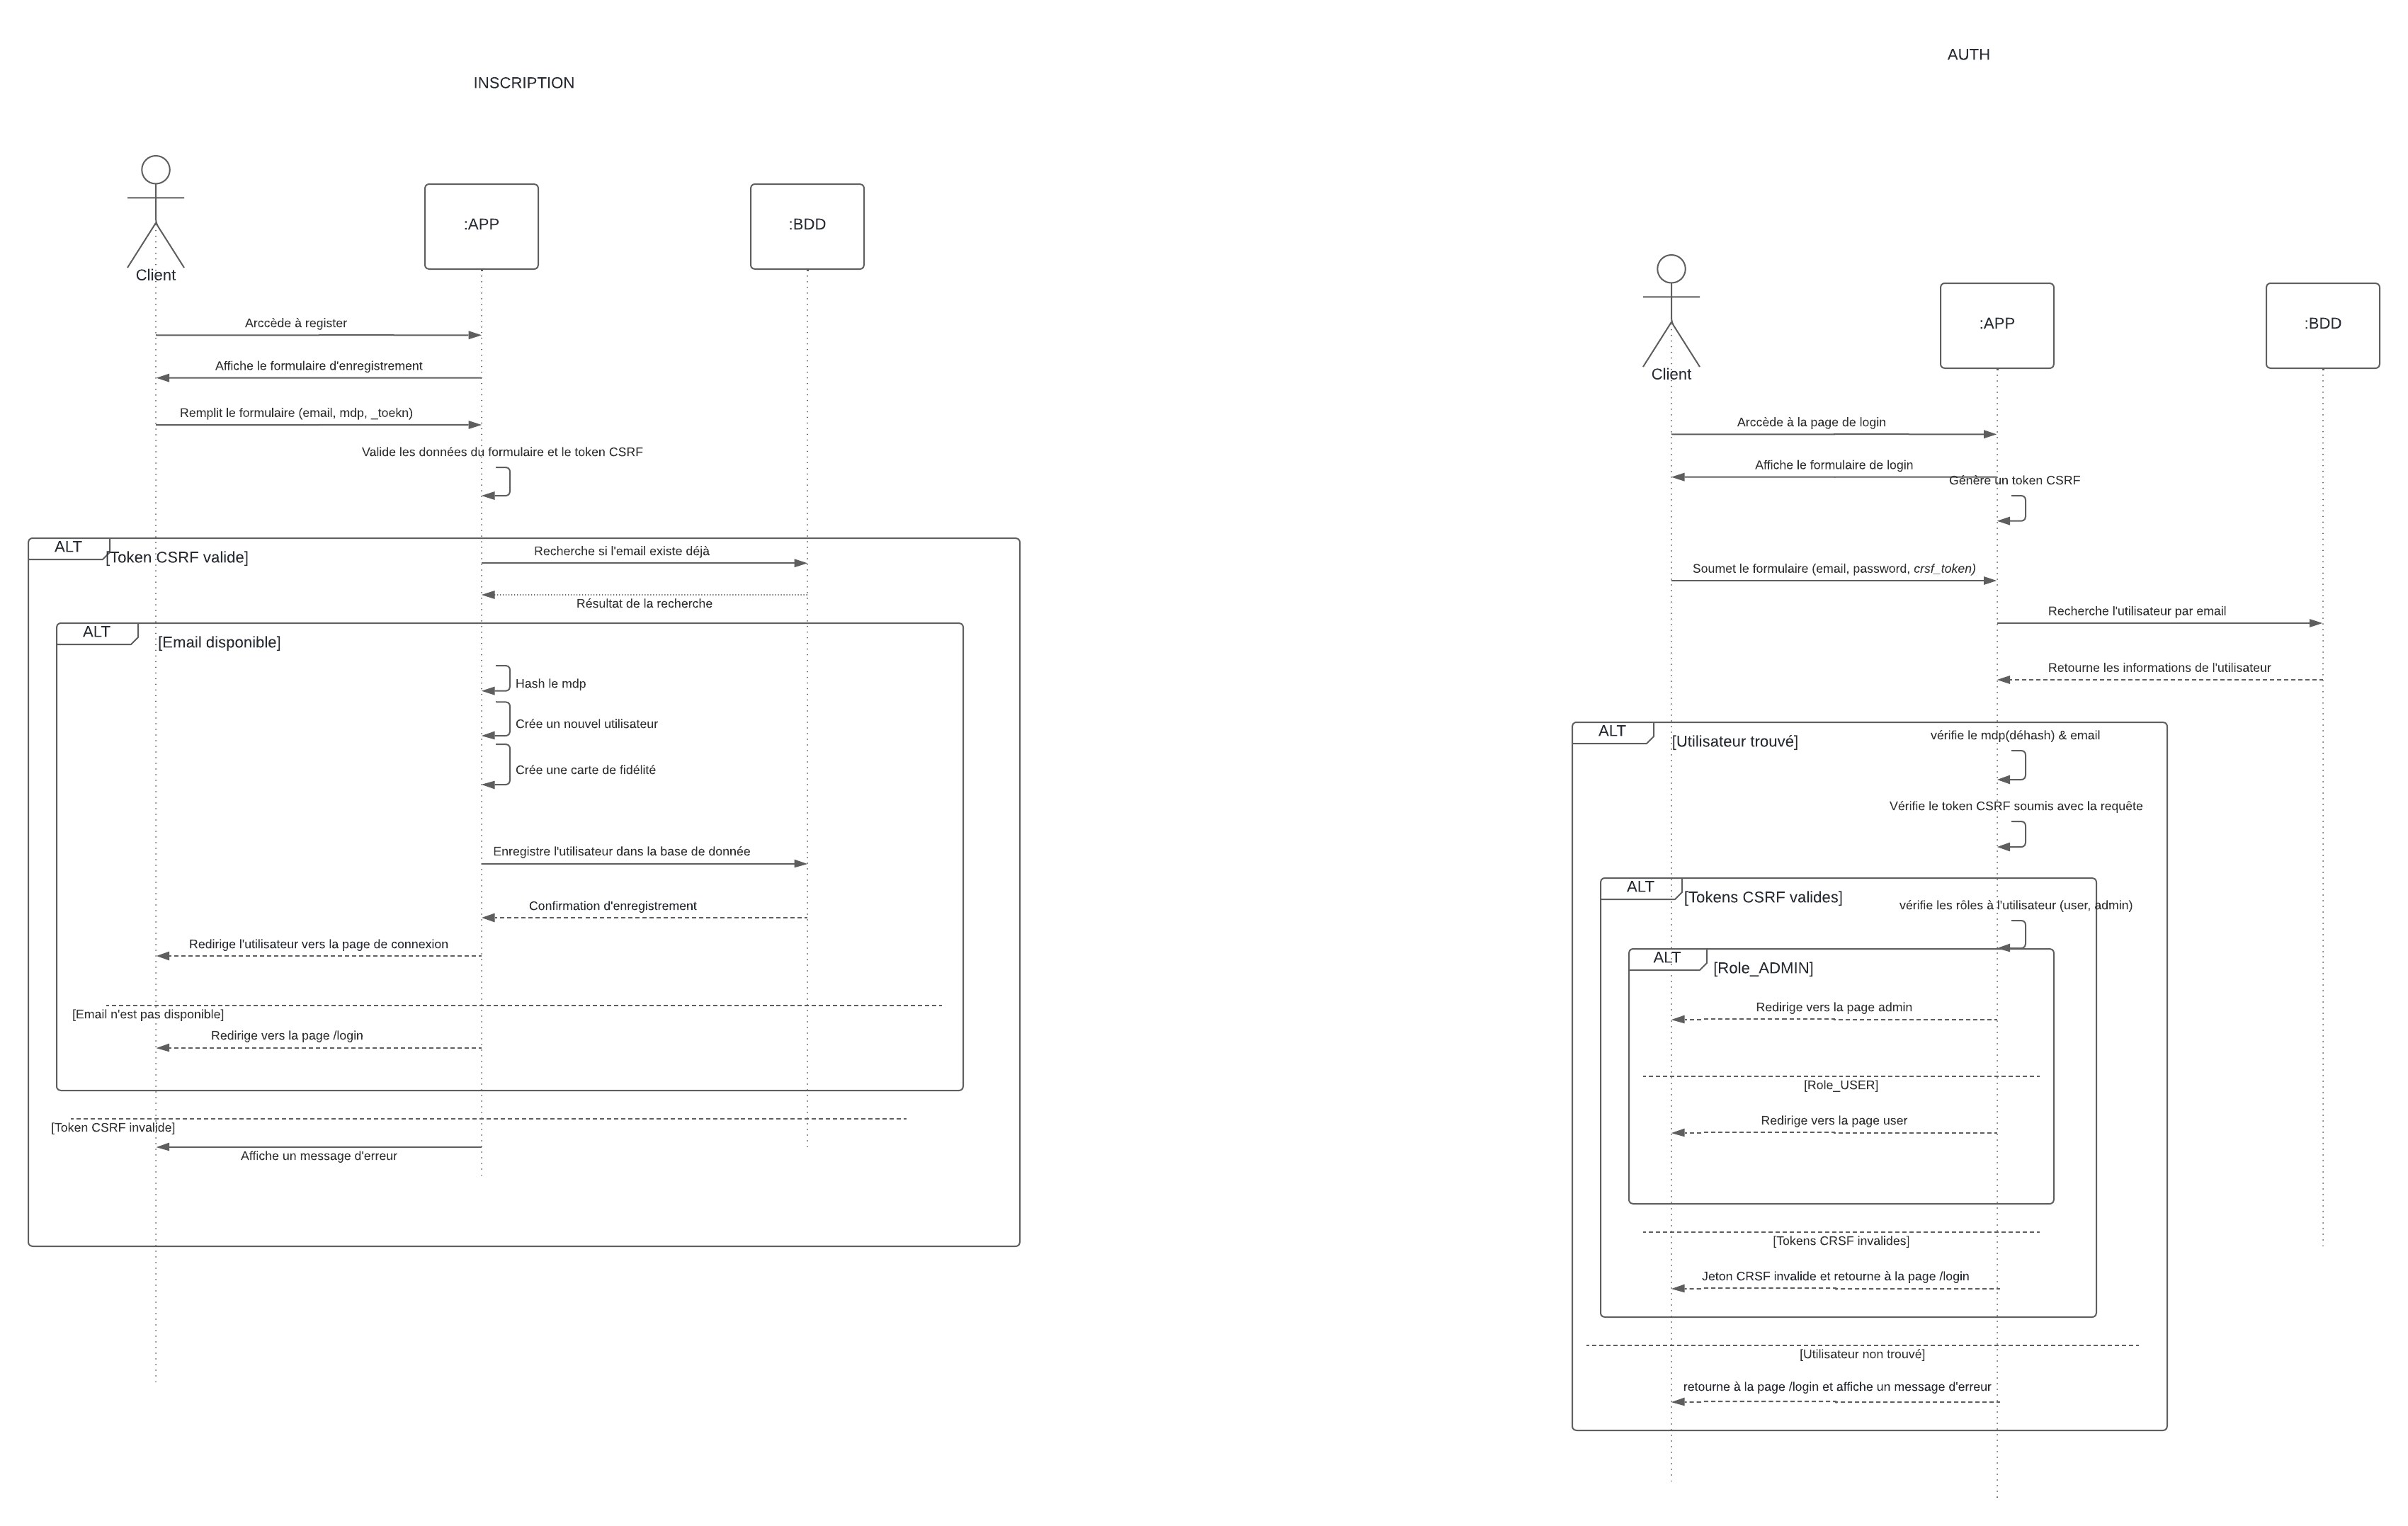 INSCRIPTION
:APP
:BDD
Client
Arccède à register
Affiche le formulaire d'enregistrement
Remplit le formulaire (email, mdp, _toekn)
Valide les données du formulaire et le token CSRF
ALT
[Token CSRF valide]
Recherche si l'email existe déjà
Résultat de la recherche
ALT
[Email disponible]
Hash le mdp
Crée un nouvel utilisateur
Crée une carte de fidélité
Enregistre l'utilisateur dans la base de donnée
Confirmation d'enregistrement
Redirige l'utilisateur vers la page de connexion
[Email n'est pas disponible]
Redirige vers la page /login
[Token CSRF invalide]
Affiche un message d'erreur
AUTH
:APP
:BDD
Client
Arccède à la page de login
Affiche le formulaire de login
Génère un token CSRF
Soumet le formulaire (email, password, crsf_token)
Recherche l'utilisateur par email
Retourne les informations de l'utilisateur
ALT
[Utilisateur trouvé]
vérifie le mdp(déhash) & email
Vérifie le token CSRF soumis avec la requête
ALT
[Tokens CSRF valides]
vérifie les rôles à l'utilisateur (user, admin)
ALT
[Role_ADMIN]
Redirige vers la page admin
[Role_USER]
Redirige vers la page user
[Tokens CRSF invalides]
Jeton CRSF invalide et retourne à la page /login
[Utilisateur non trouvé]
retourne à la page /login et affiche un message d'erreur